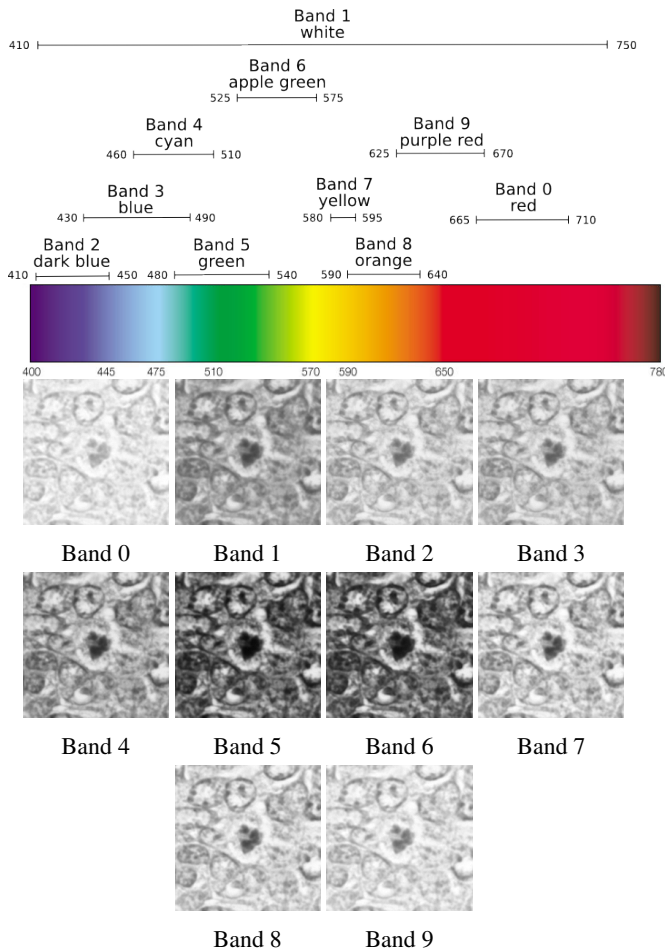 Band 1
white
410 750
Band 6
apple green
525 575
Band 4
cyan
460 510
Band 9
purple red
625 670
Band 3
blue
430 490
Band 7
yellow
580 595
Band 0
red
665 710
Band 2
dark blue
410 450
Band 5
green
480 540
Band 8
orange
590 640
400 445 475 510 570 590 650 780
Band 0 Band 1 Band 2 Band 3
Band 4 Band 5 Band 6 Band 7
Band 8 Band 9